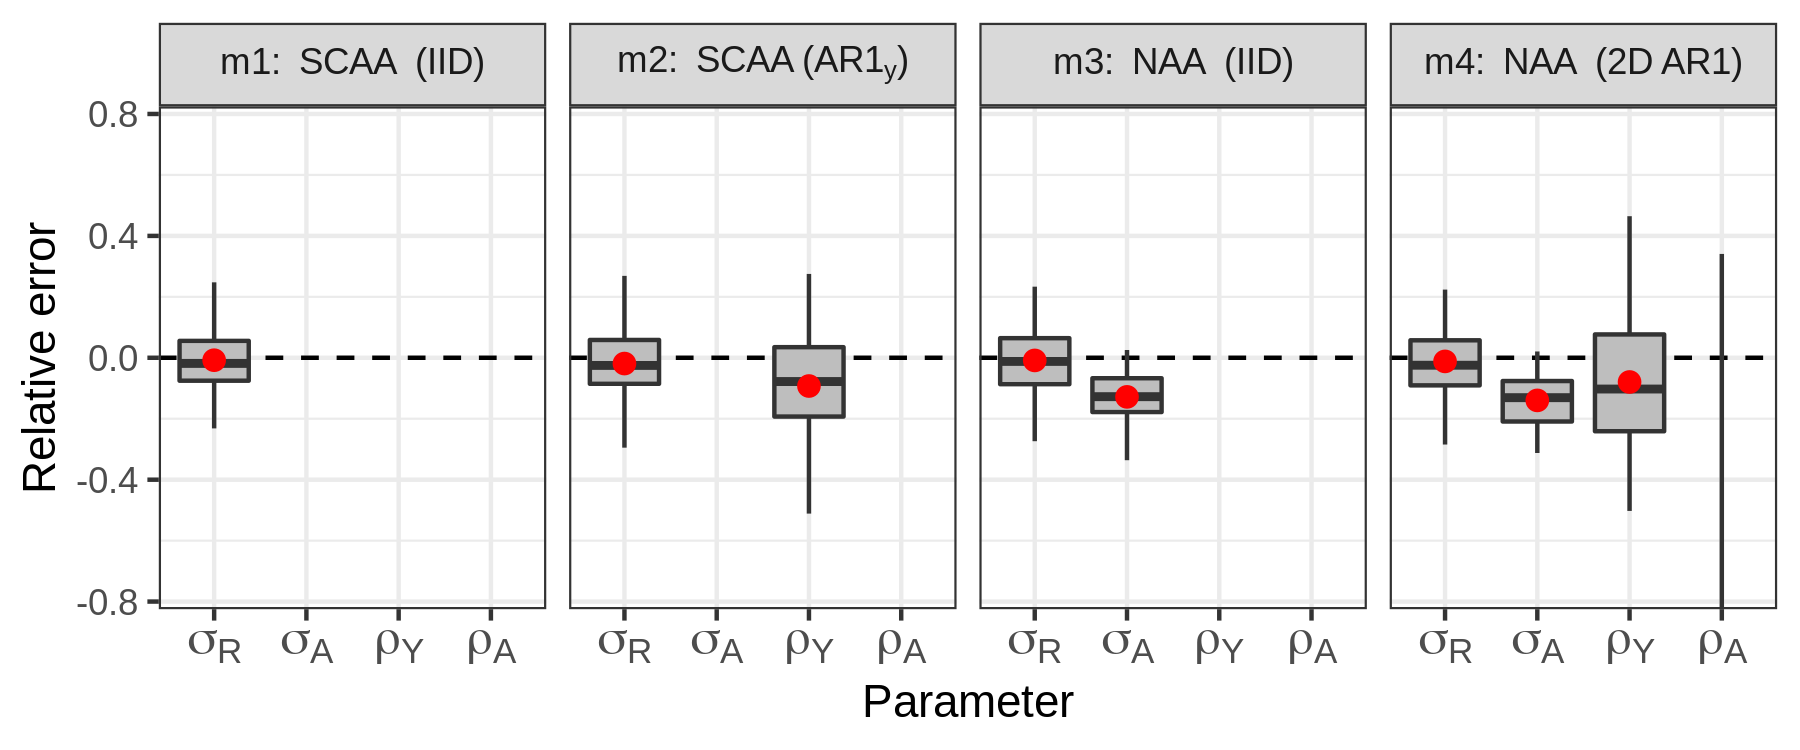 m1: SCAA (IID)
m2: SCAA (AR1y)
m3: NAA (IID)
m4: NAA (2D AR1)
Relative error
0.8
0.4
0.0
-0.4
-0.8
σR σA ρY ρA
σR σA ρY ρA
σR σA ρY ρA
σR σA ρY ρA
Parameter